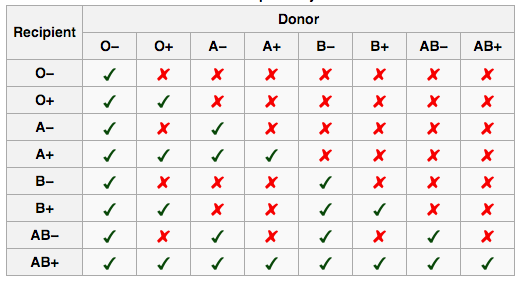 Recipient Donor
O− O+ A− A+ B− B+ AB− AB+
O− ✓ ✘ ✘ ✘ ✘ ✘ ✘ ✘
O+ ✓ ✓ ✘ ✘ ✘ ✘ ✘ ✘
A− ✓ ✘ ✓ ✘ ✘ ✘ ✘ ✘
A+ ✓ ✓ ✓ ✓ ✘ ✘ ✘ ✘
B− ✓ ✘ ✘ ✘ ✓ ✘ ✘ ✘
B+ ✓ ✓ ✘ ✘ ✓ ✓ ✘ ✘
AB− ✓ ✘ ✓ ✘ ✓ ✘ ✓ ✘
AB+ ✓ ✓ ✓ ✓ ✓ ✓ ✓ ✓